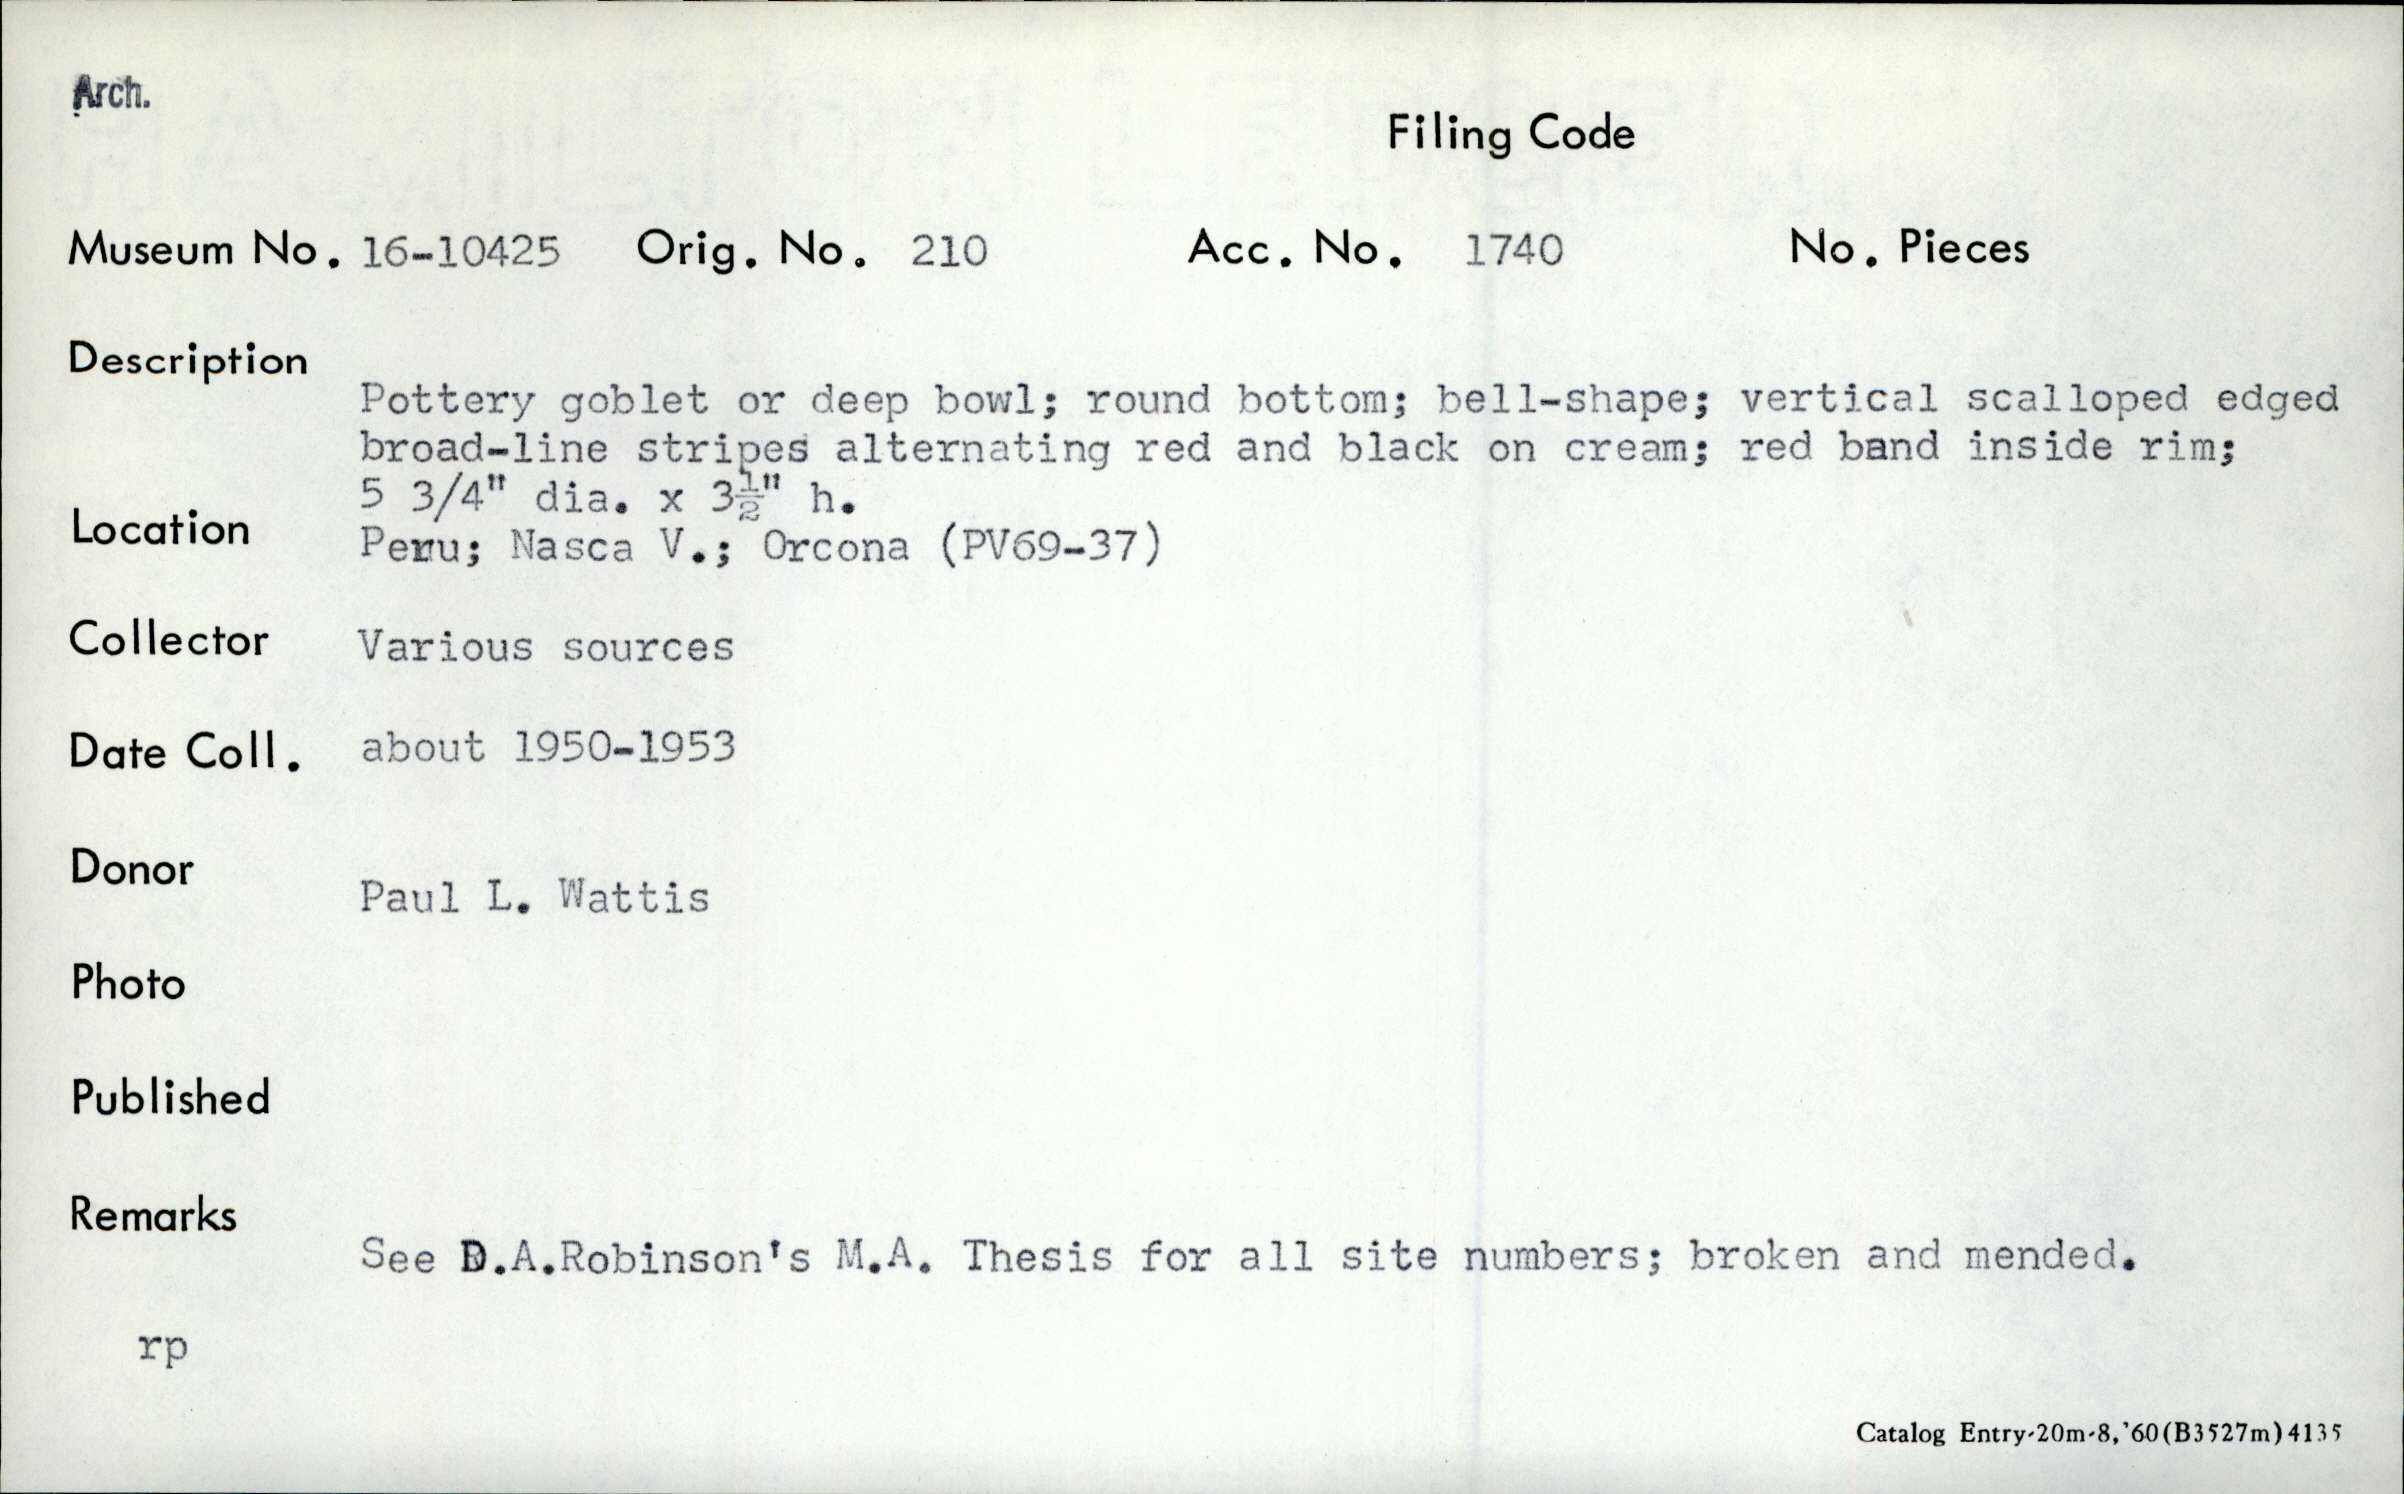 Arch.
Filing Code
Museum No. 16-10425 Orig. No. 210 Acc. No. 1740 No. Pieces
Description
Pottery goblet or deep bowl; round bottom; bell-shape; vertical scalloped edged
broad-line stripes alternating red and black on cream; red band inside rim;
5 3/4" dia. x 3½" h.
Location Peru; Nasca V.; Orcona (PV69-37)
Collector Various sources
Date Coll. about 1950-1953
Donor Paul L. Wattis
Photo
Published
Remarks
See D.A.Robinson's M.A. Thesis for all site numbers; broken and mended.
rp
Catalog Entry-20m-8,'60(B3527m)4135